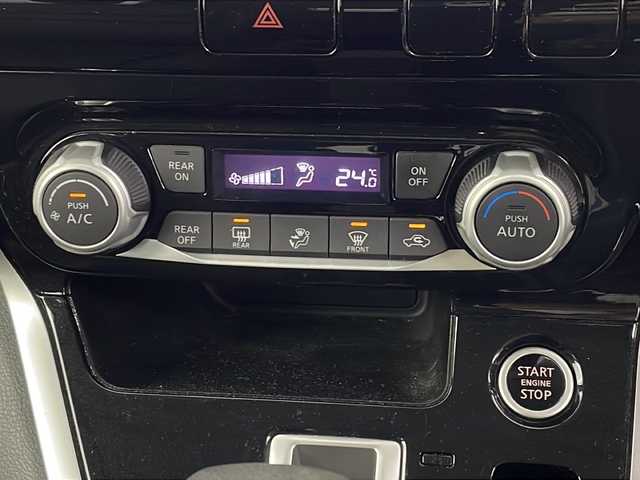 REAR
ON
24.0
°C
ON
OFF
PUSH
A/C
REAR
OFF
REAR
FRONT
PUSH
AUTO
START
ENGINE
STOP